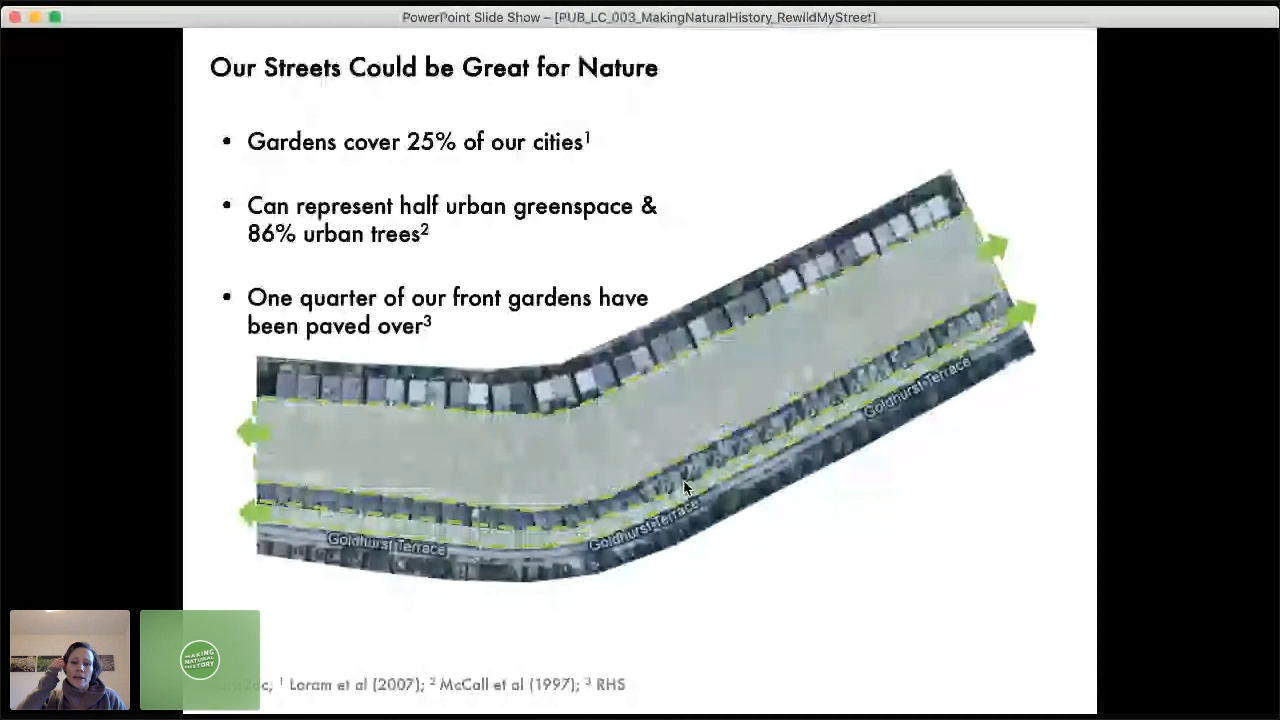 PowerPoint Slide Show – [PUB_LC_003_MakingNaturalHistory_RewildMyStreet]
Our Streets Could be Great for Nature
• Gardens cover 25% of our cities¹
• Can represent half urban greenspace &
86% urban trees²
• One quarter of our front gardens have
been paved over³
Goldhurst Terrace
Goldhurst Terrace
Goldhurst Terrace
MAKING
NATURAL
HISTORY
¹ Loram et al (2007); ² McCall et al (1997); ³ RHS